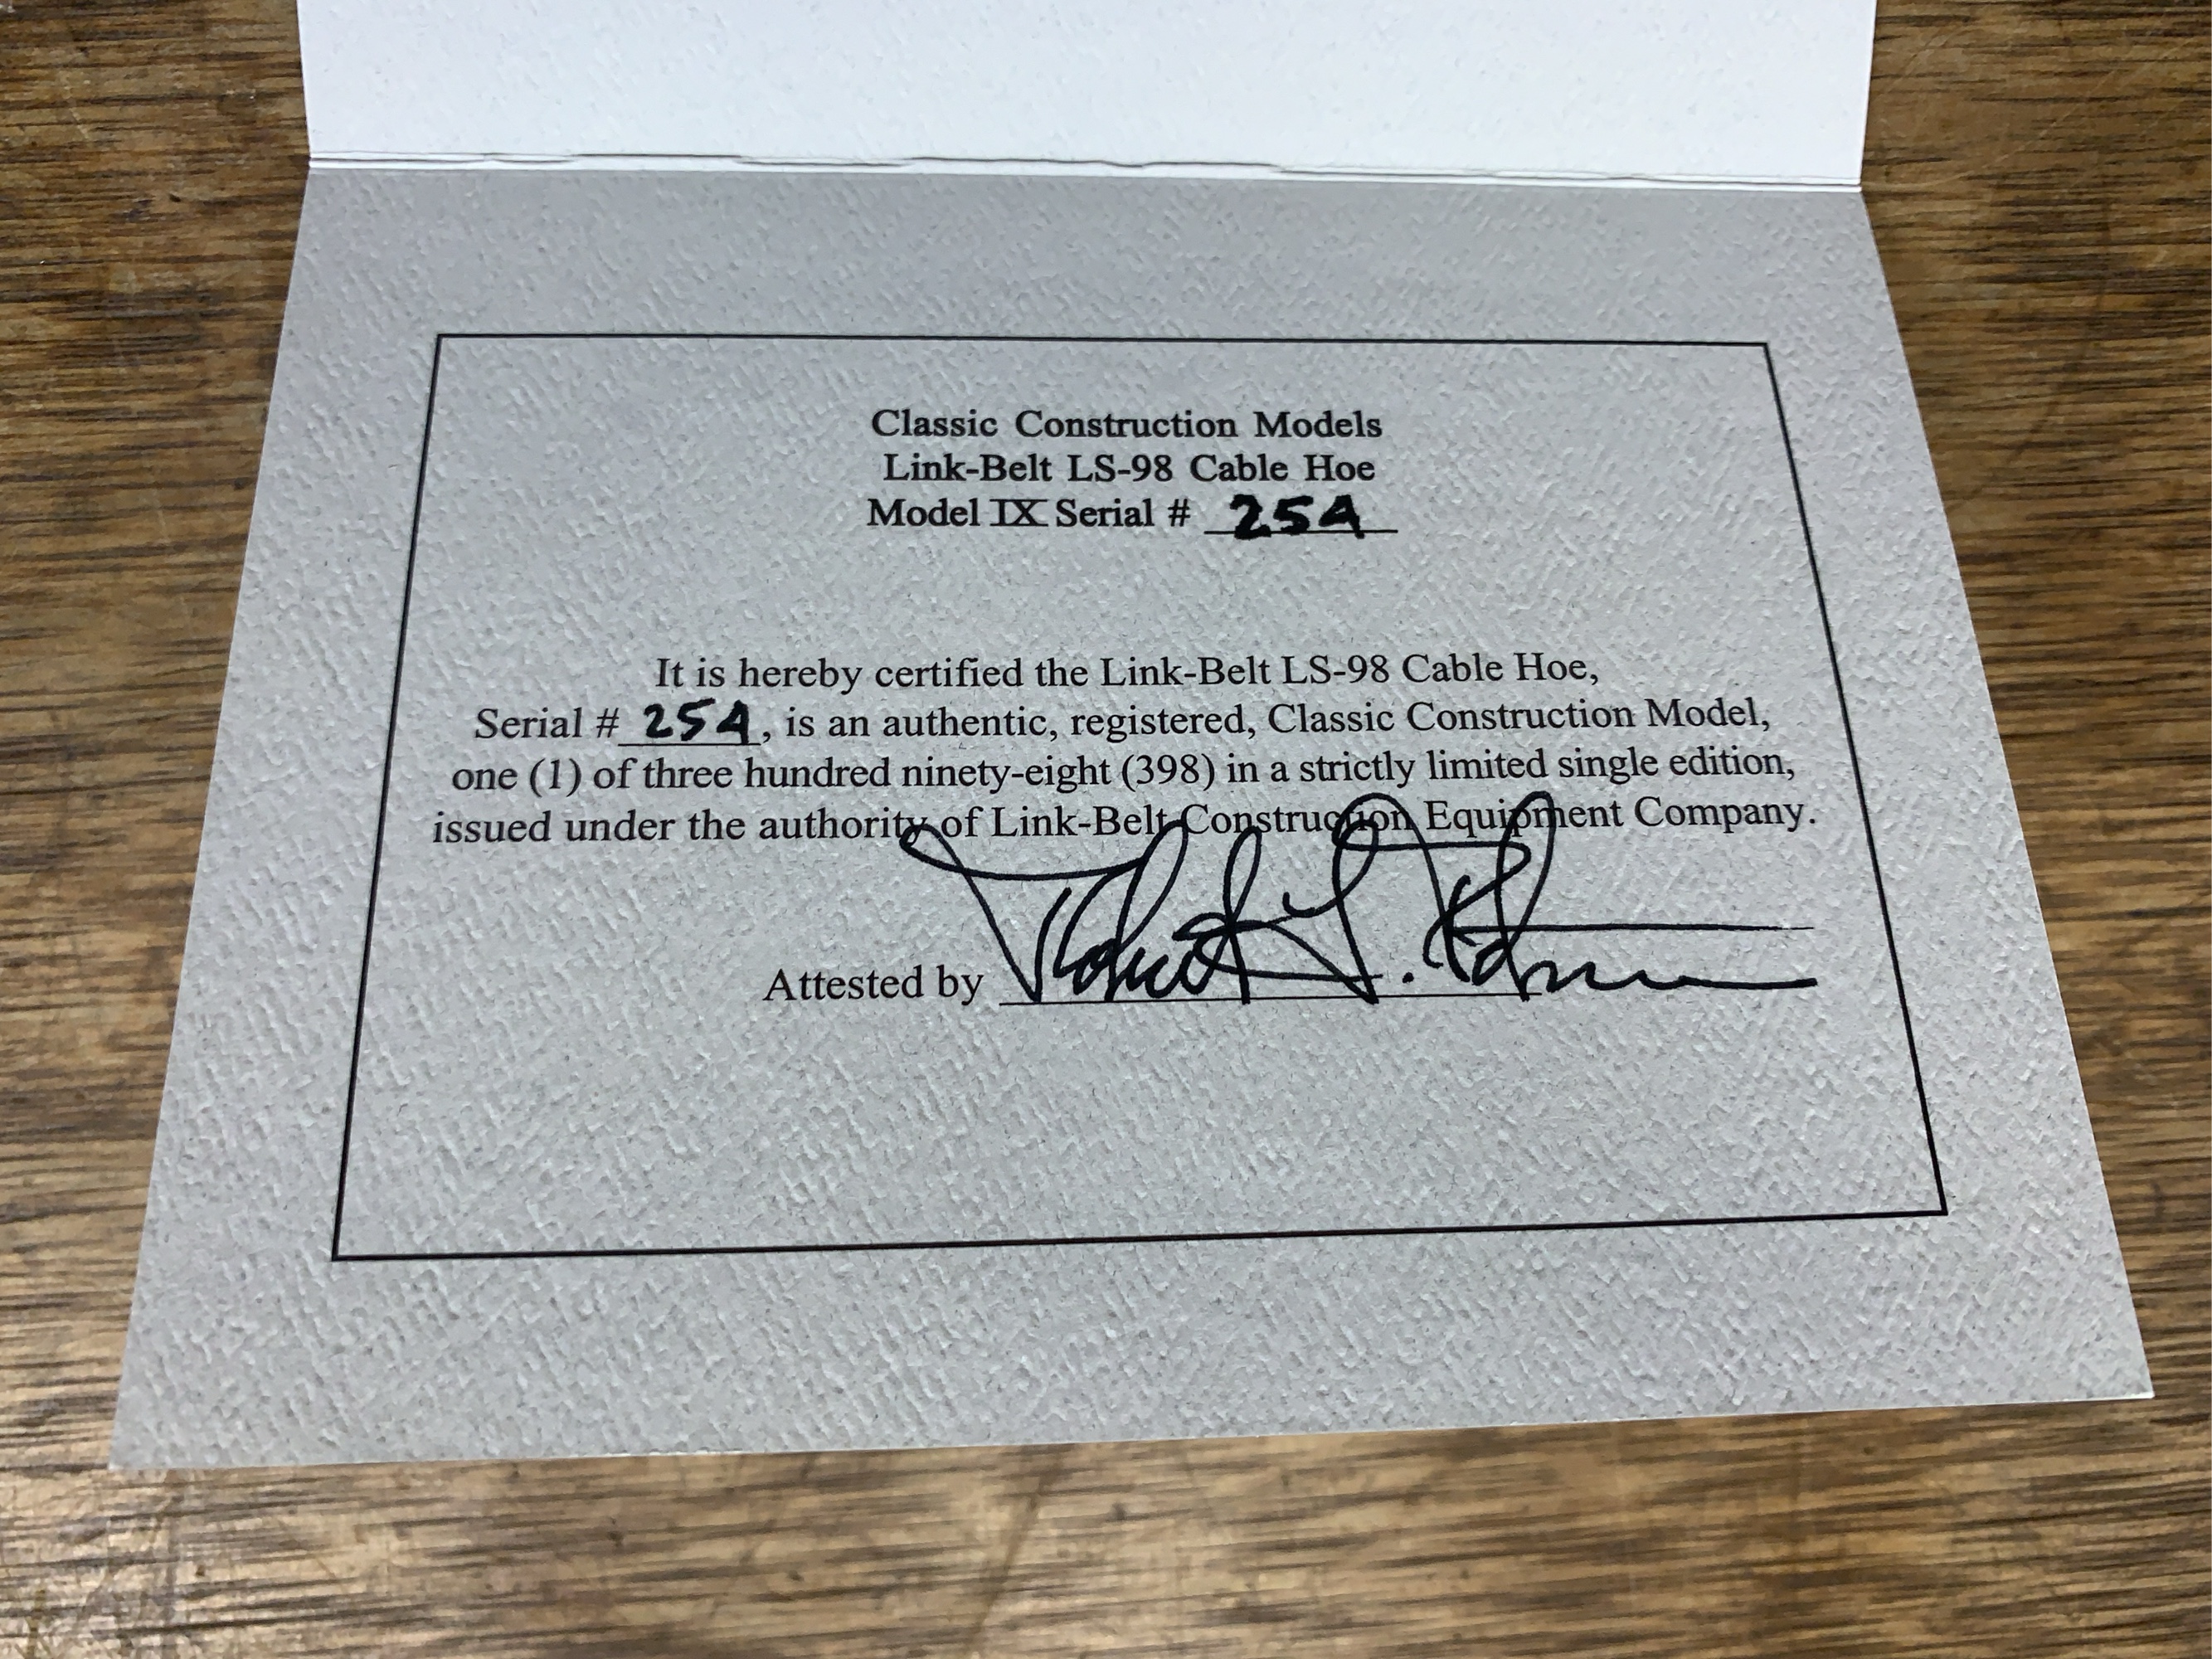 Classic Construction Models
Link-Belt LS-98 Cable Hoe
Model IX Serial # 254
It is hereby certified the Link-Belt LS-98 Cable Hoe,
Serial # 254, is an authentic, registered, Classic Construction Model,
one (1) of three hundred ninety-eight (398) in a strictly limited single edition,
issued under the authority of Link-Belt Construction Equipment Company.
Attested by